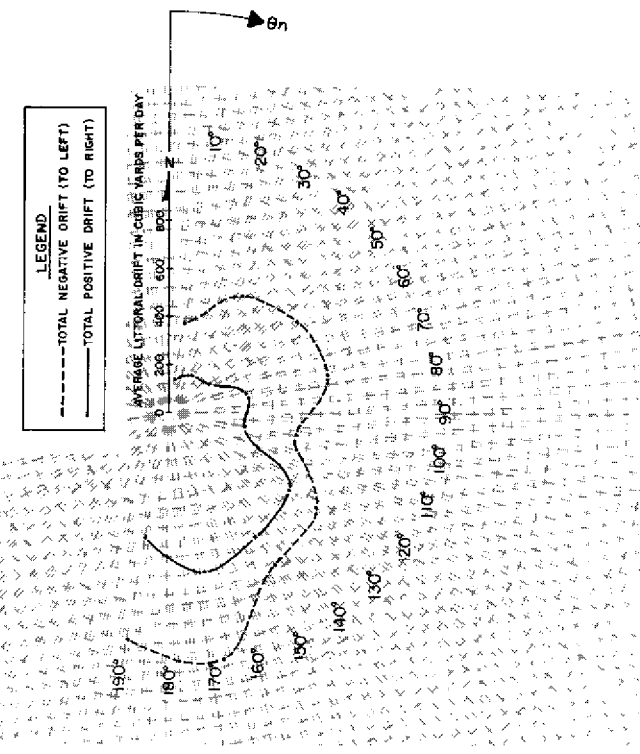 LEGEND
TOTAL NEGATIVE DRIFT (TO LEFT)
TOTAL POSITIVE DRIFT (TO RIGHT)
AVERAGE LITTORAL DRIFT IN CUBIC YARDS PER DAY
0 200 400 600 800
N
θn
10°
20°
30°
40°
50°
60°
70°
80°
90°
100°
110°
120°
130°
140°
150°
160°
170°
180°
190°